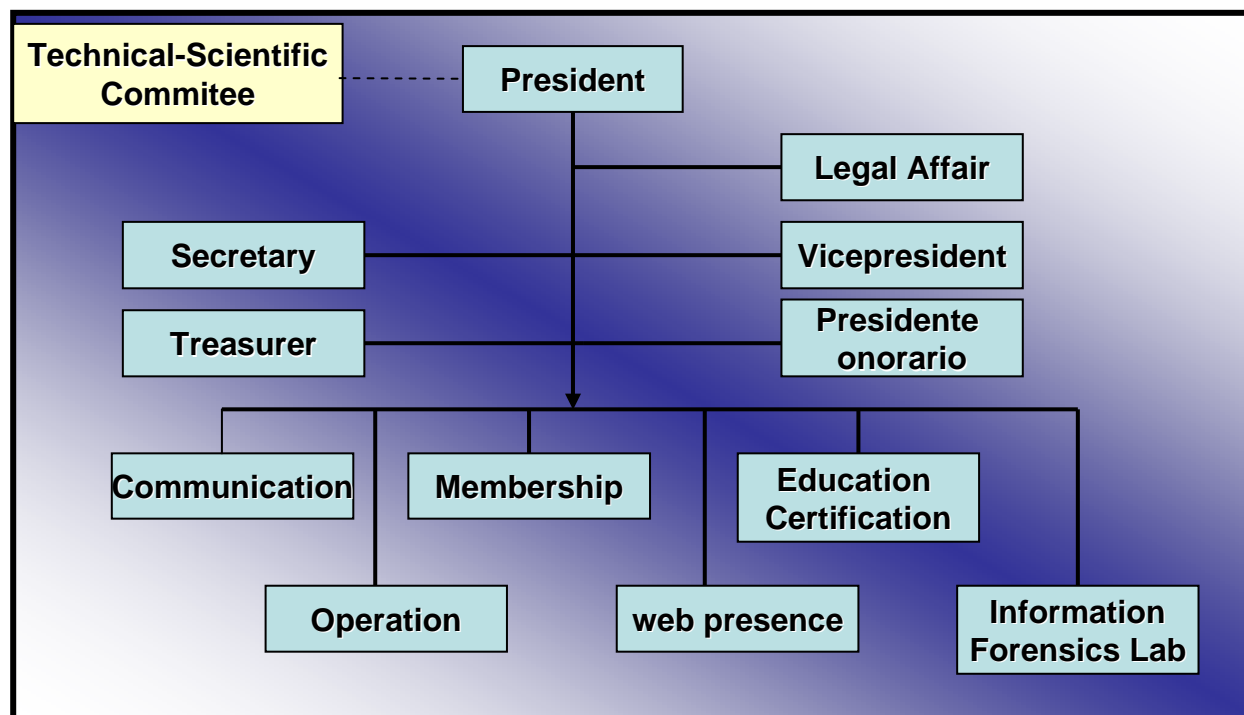 Technical-Scientific
Commitee
President
Legal Affair
Secretary
Vicepresident
Treasurer
Presidente
onorario
Communication
Membership
Education
Certification
Operation
web presence
Information
Forensics Lab